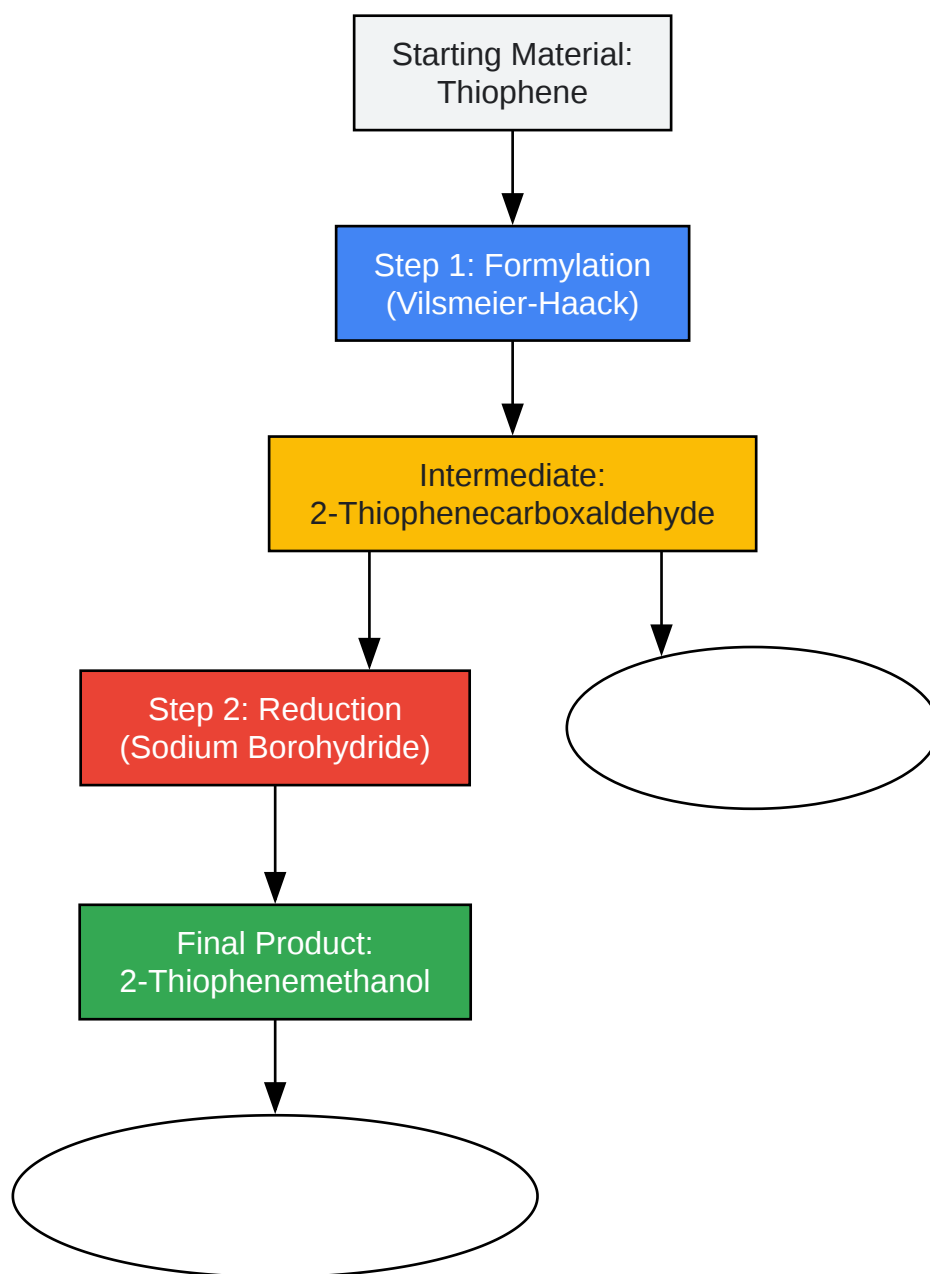 Starting Material:
Thiophene
Step 1: Formylation
(Vilsmeier-Haack)
Intermediate:
2-Thiophenecarboxaldehyde
Step 2: Reduction
(Sodium Borohydride)
Final Product:
2-Thiophenemethanol